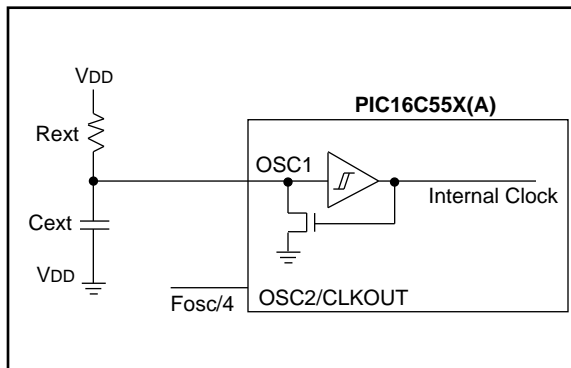 VDD
PIC16C55X(A)
Rext
OSC1
Internal Clock
Cext
VDD
Fosc/4
OSC2/CLKOUT